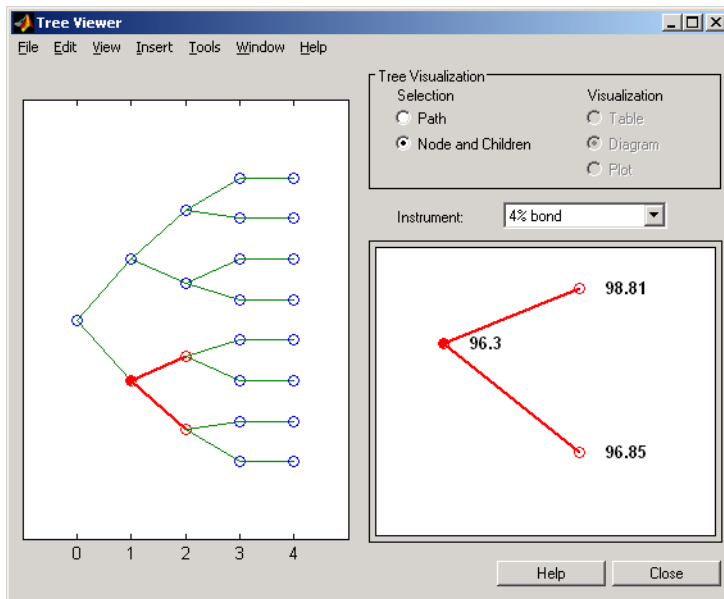 Tree Viewer
File Edit View Insert Tools Window Help
Tree Visualization
Selection Visualization
Path Table
Node and Children Diagram
Plot
Instrument: 4% bond
98.81
96.3
96.85
0 1 2 3 4
Help Close